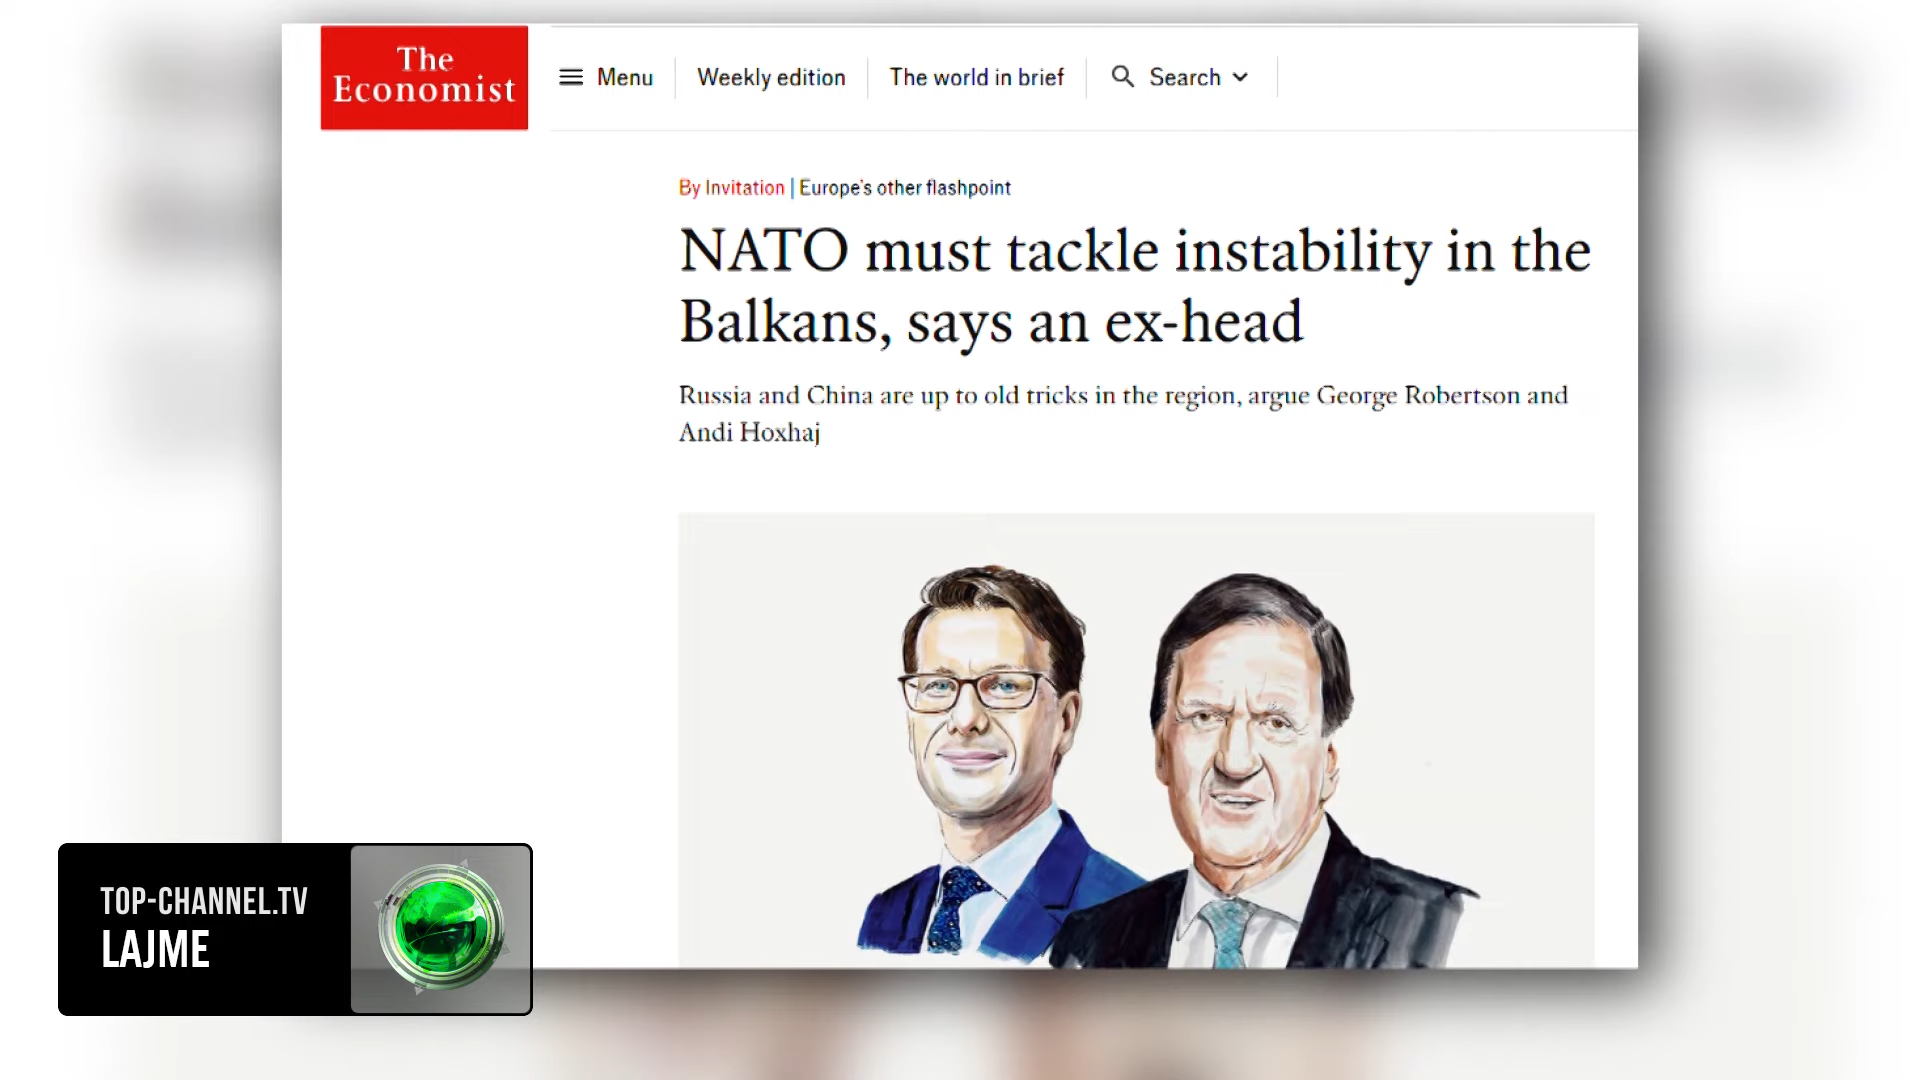 The
Economist
Menu
Weekly edition
The world in brief
Search
By Invitation | Europe's other flashpoint
NATO must tackle instability in the
Balkans, says an ex-head
Russia and China are up to old tricks in the region, argue George Robertson and
Andi Hoxhaj
TOP-CHANNEL.TV
LAJME